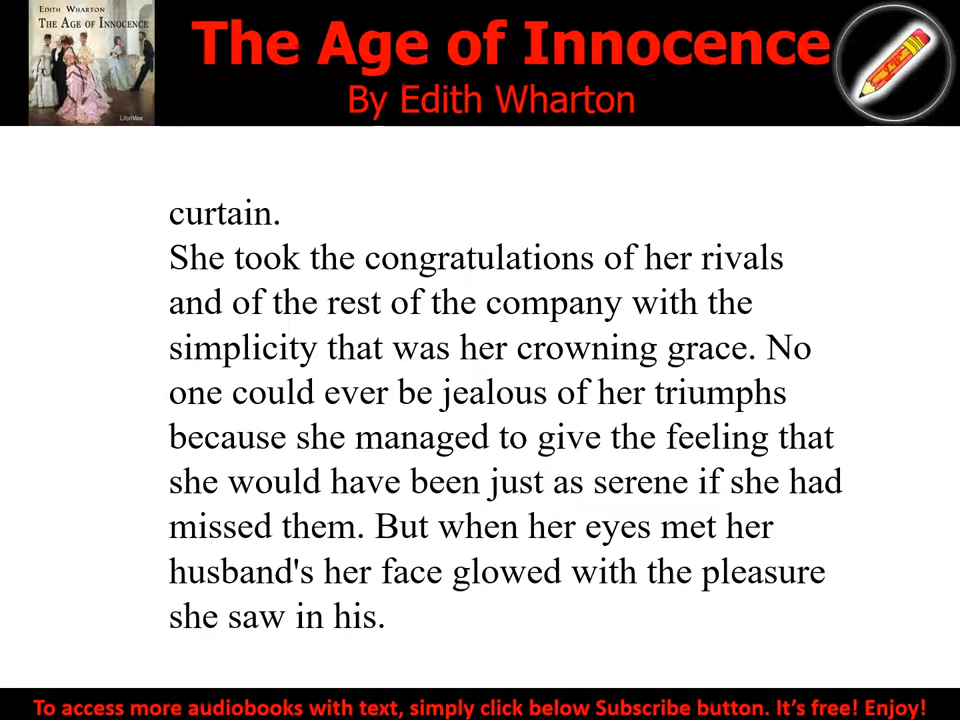 EDITH WHARTON
THE AGE OF INNOCENCE
LibriVox
The Age of Innocence
By Edith Wharton
curtain.
She took the congratulations of her rivals
and of the rest of the company with the
simplicity that was her crowning grace. No
one could ever be jealous of her triumphs
because she managed to give the feeling that
she would have been just as serene if she had
missed them. But when her eyes met her
husband's her face glowed with the pleasure
she saw in his.
To access more audiobooks with text, simply click below Subscribe button. It’s free! Enjoy!